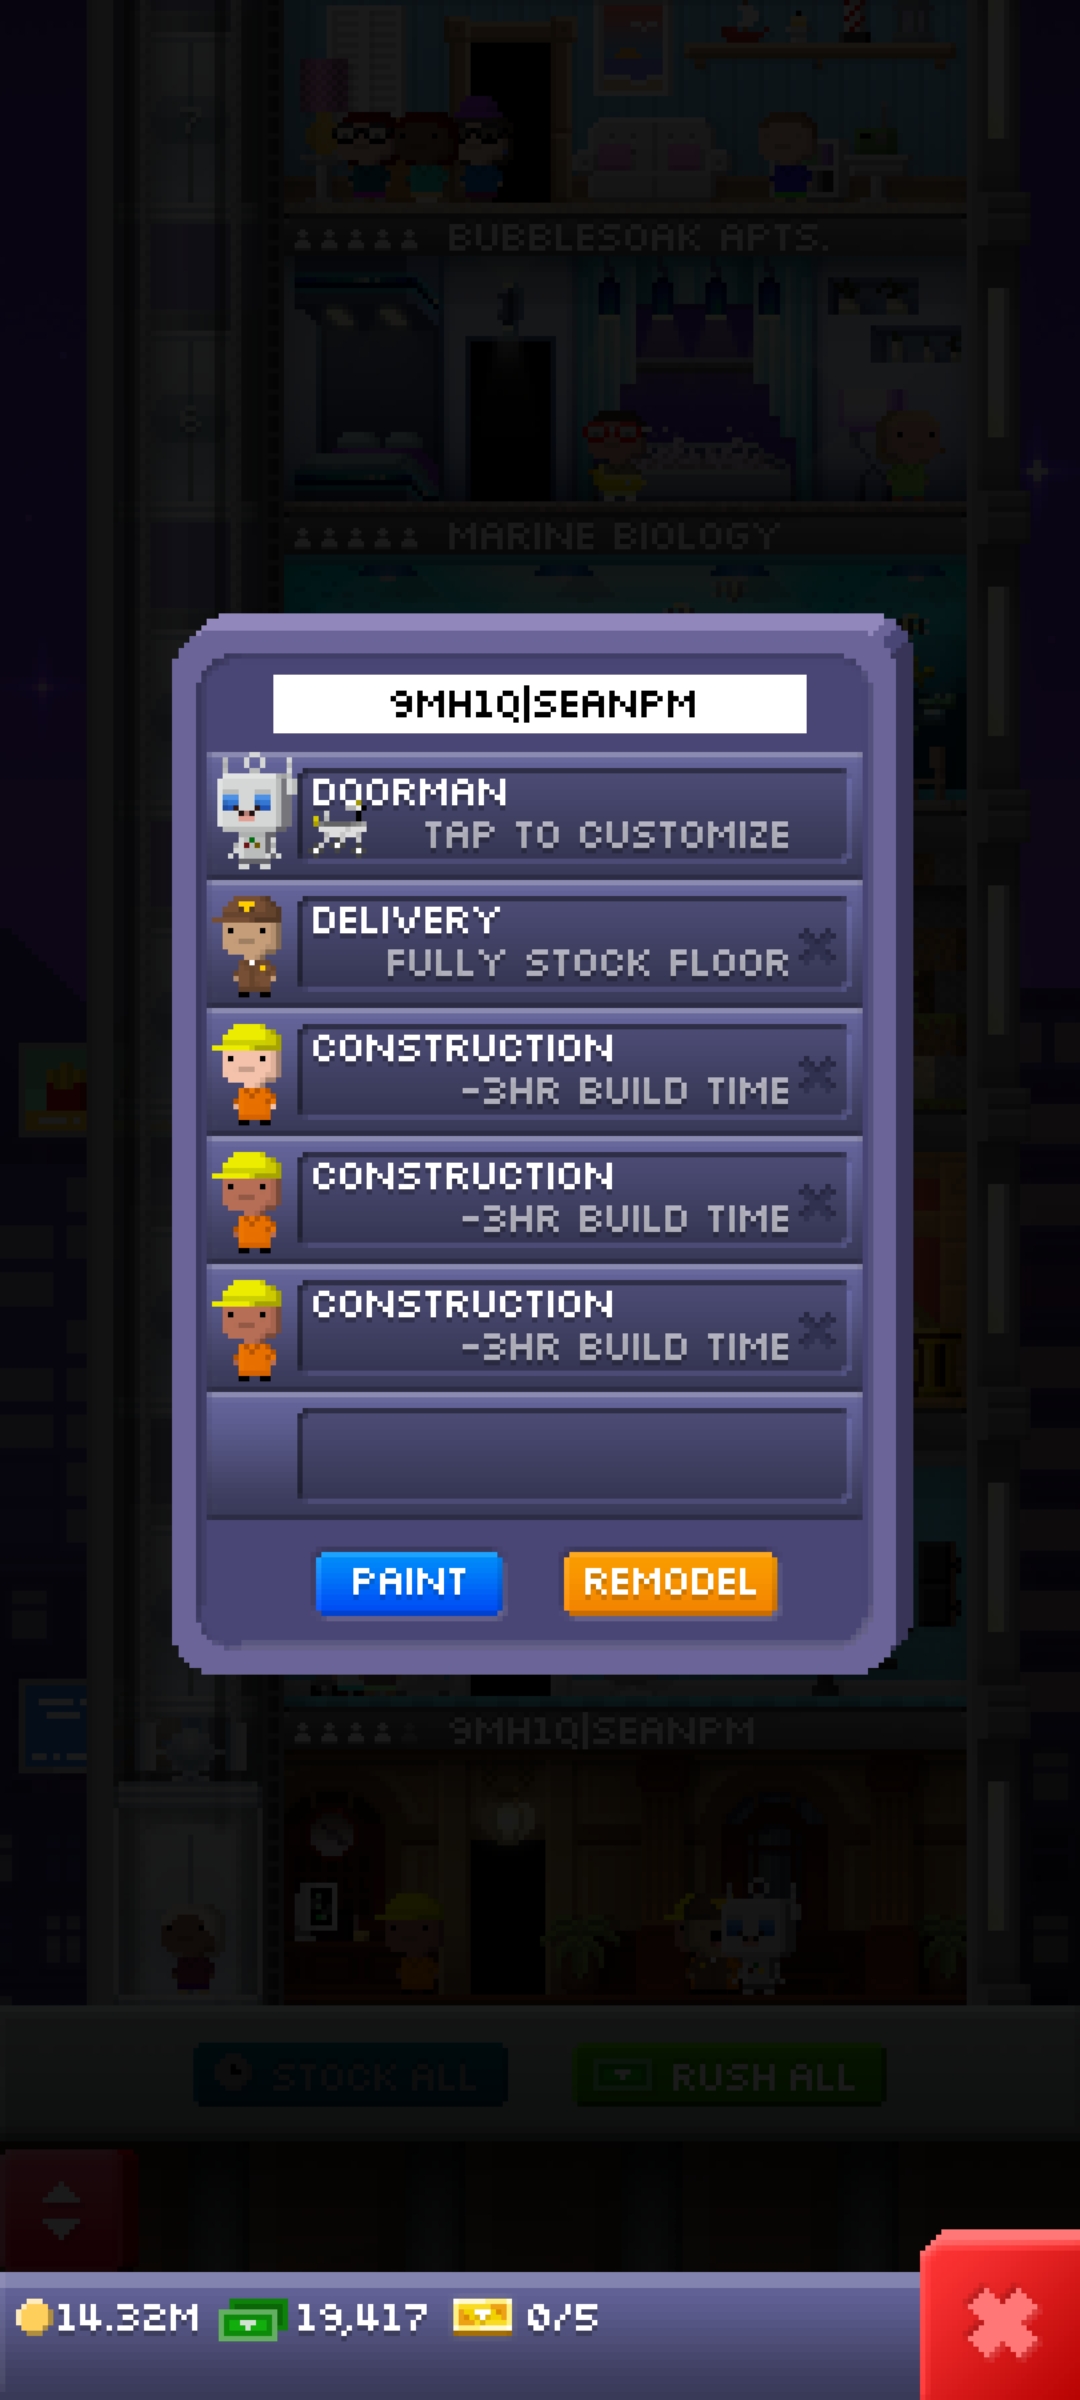 7
BUBBLESOAK APTS.
6
MARINE BIOLOGY
9MH1Q|SEANPM
DOORMAN
TAP TO CUSTOMIZE
DELIVERY
FULLY STOCK FLOOR
CONSTRUCTION
-3HR BUILD TIME
CONSTRUCTION
-3HR BUILD TIME
CONSTRUCTION
-3HR BUILD TIME
PAINT
REMODEL
9MH1Q|SEANPM
STOCK ALL
RUSH ALL
14.32M
19,417
0/5